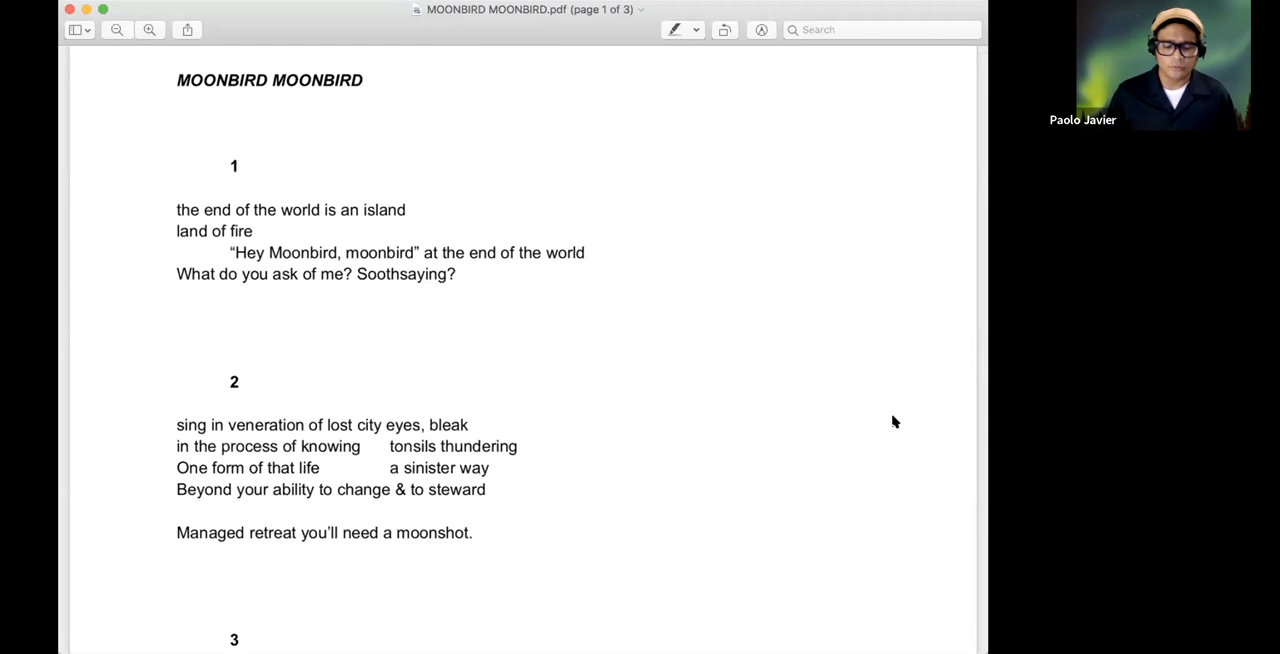 MOONBIRD MOONBIRD.pdf (page 1 of 3)
Search
MOONBIRD MOONBIRD
1
the end of the world is an island
land of fire
“Hey Moonbird, moonbird” at the end of the world
What do you ask of me? Soothsaying?
2
sing in veneration of lost city eyes, bleak
in the process of knowing tonsils thundering
One form of that life a sinister way
Beyond your ability to change & to steward
Managed retreat you’ll need a moonshot.
3
Paolo Javier